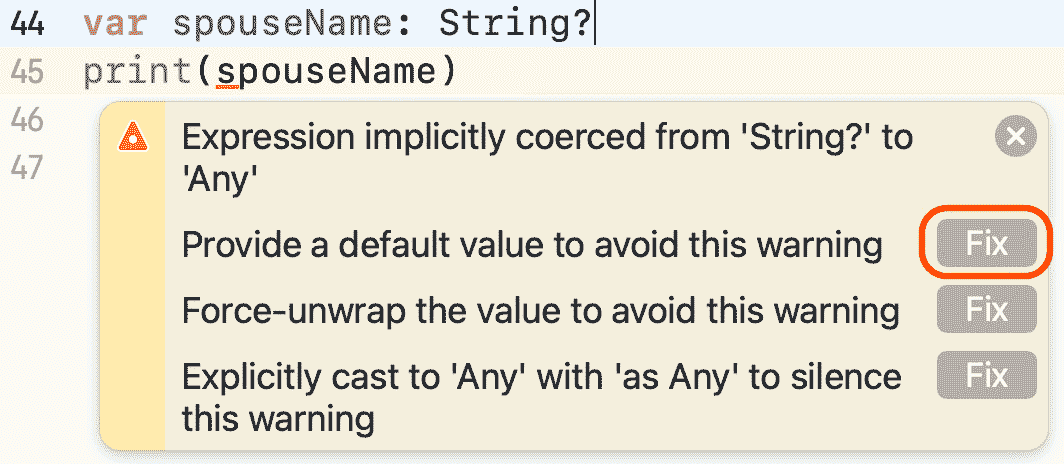 44 var spouseName: String?
45 print(spouseName)
46
Expression implicitly coerced from 'String?' to
47
'Any'
Provide a default value to avoid this warning Fix
Force-unwrap the value to avoid this warning Fix
Explicitly cast to 'Any' with 'as Any' to silence Fix
this warning